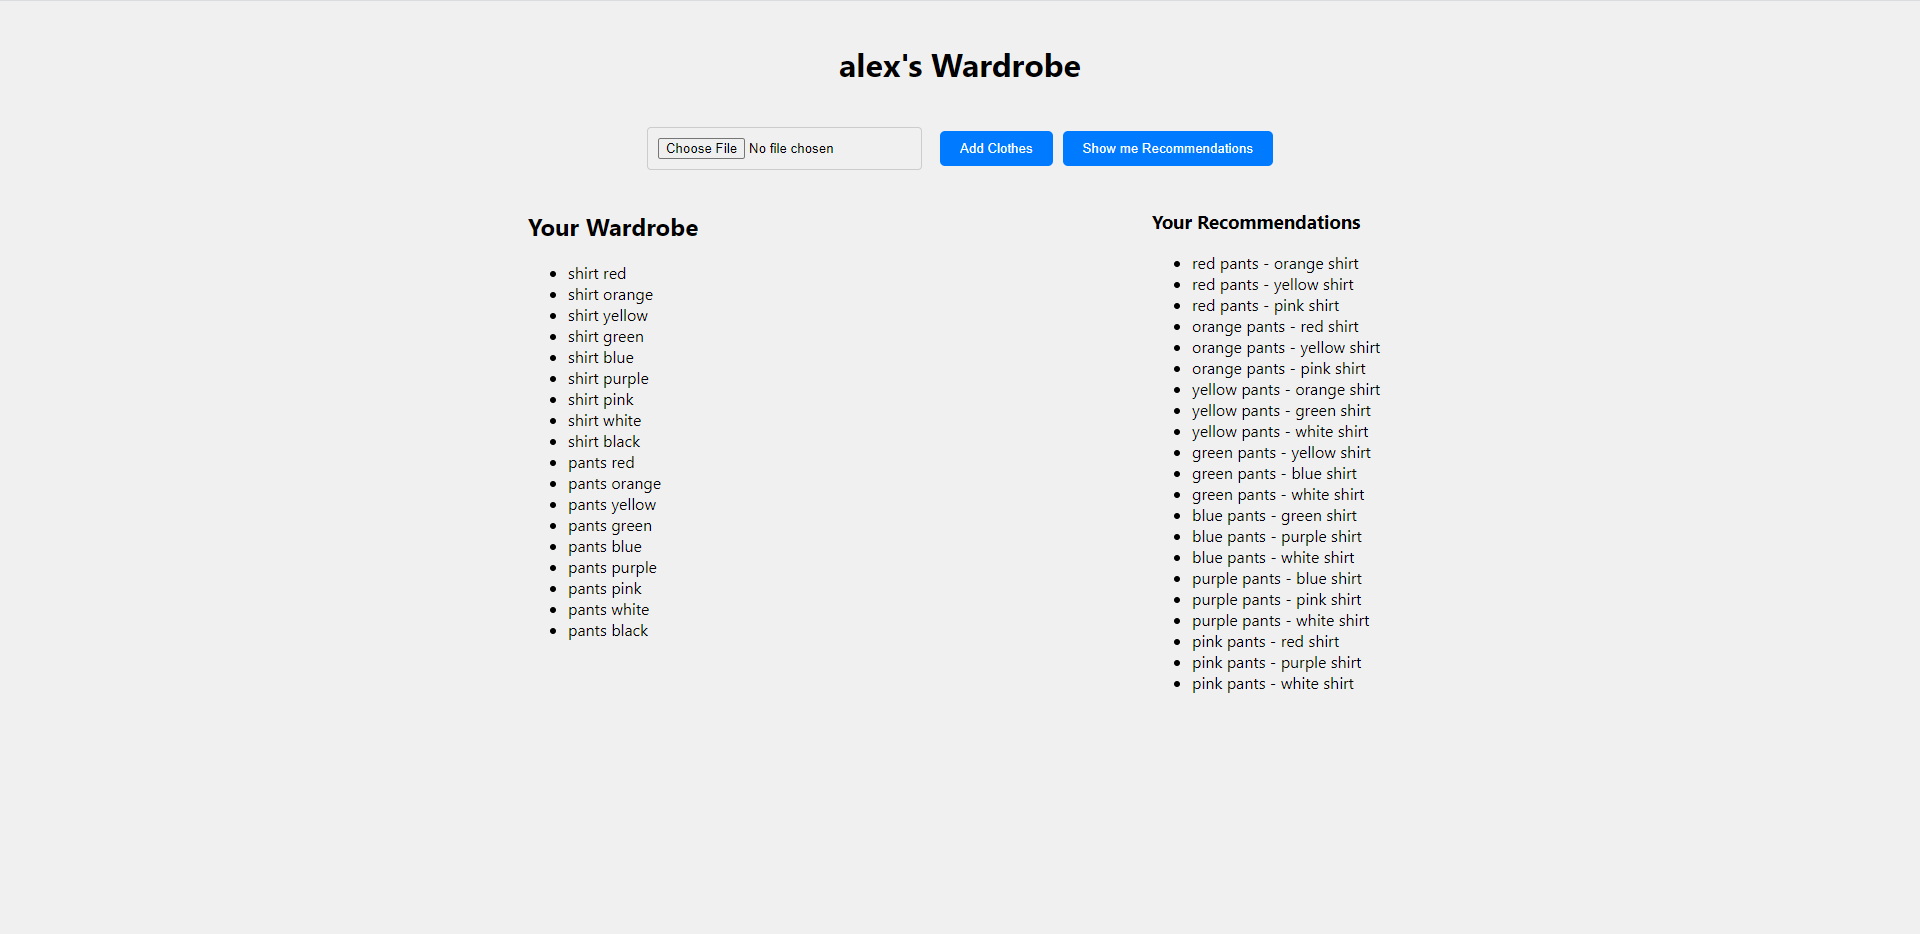 alex's Wardrobe
Choose File No file chosen
Add Clothes
Show me Recommendations
Your Wardrobe
shirt red
shirt orange
shirt yellow
shirt green
shirt blue
shirt purple
shirt pink
shirt white
shirt black
pants red
pants orange
pants yellow
pants green
pants blue
pants purple
pants pink
pants white
pants black
Your Recommendations
red pants - orange shirt
red pants - yellow shirt
red pants - pink shirt
orange pants - red shirt
orange pants - yellow shirt
orange pants - pink shirt
yellow pants - orange shirt
yellow pants - green shirt
yellow pants - white shirt
green pants - yellow shirt
green pants - blue shirt
green pants - white shirt
blue pants - green shirt
blue pants - purple shirt
blue pants - white shirt
purple pants - blue shirt
purple pants - pink shirt
purple pants - white shirt
pink pants - red shirt
pink pants - purple shirt
pink pants - white shirt